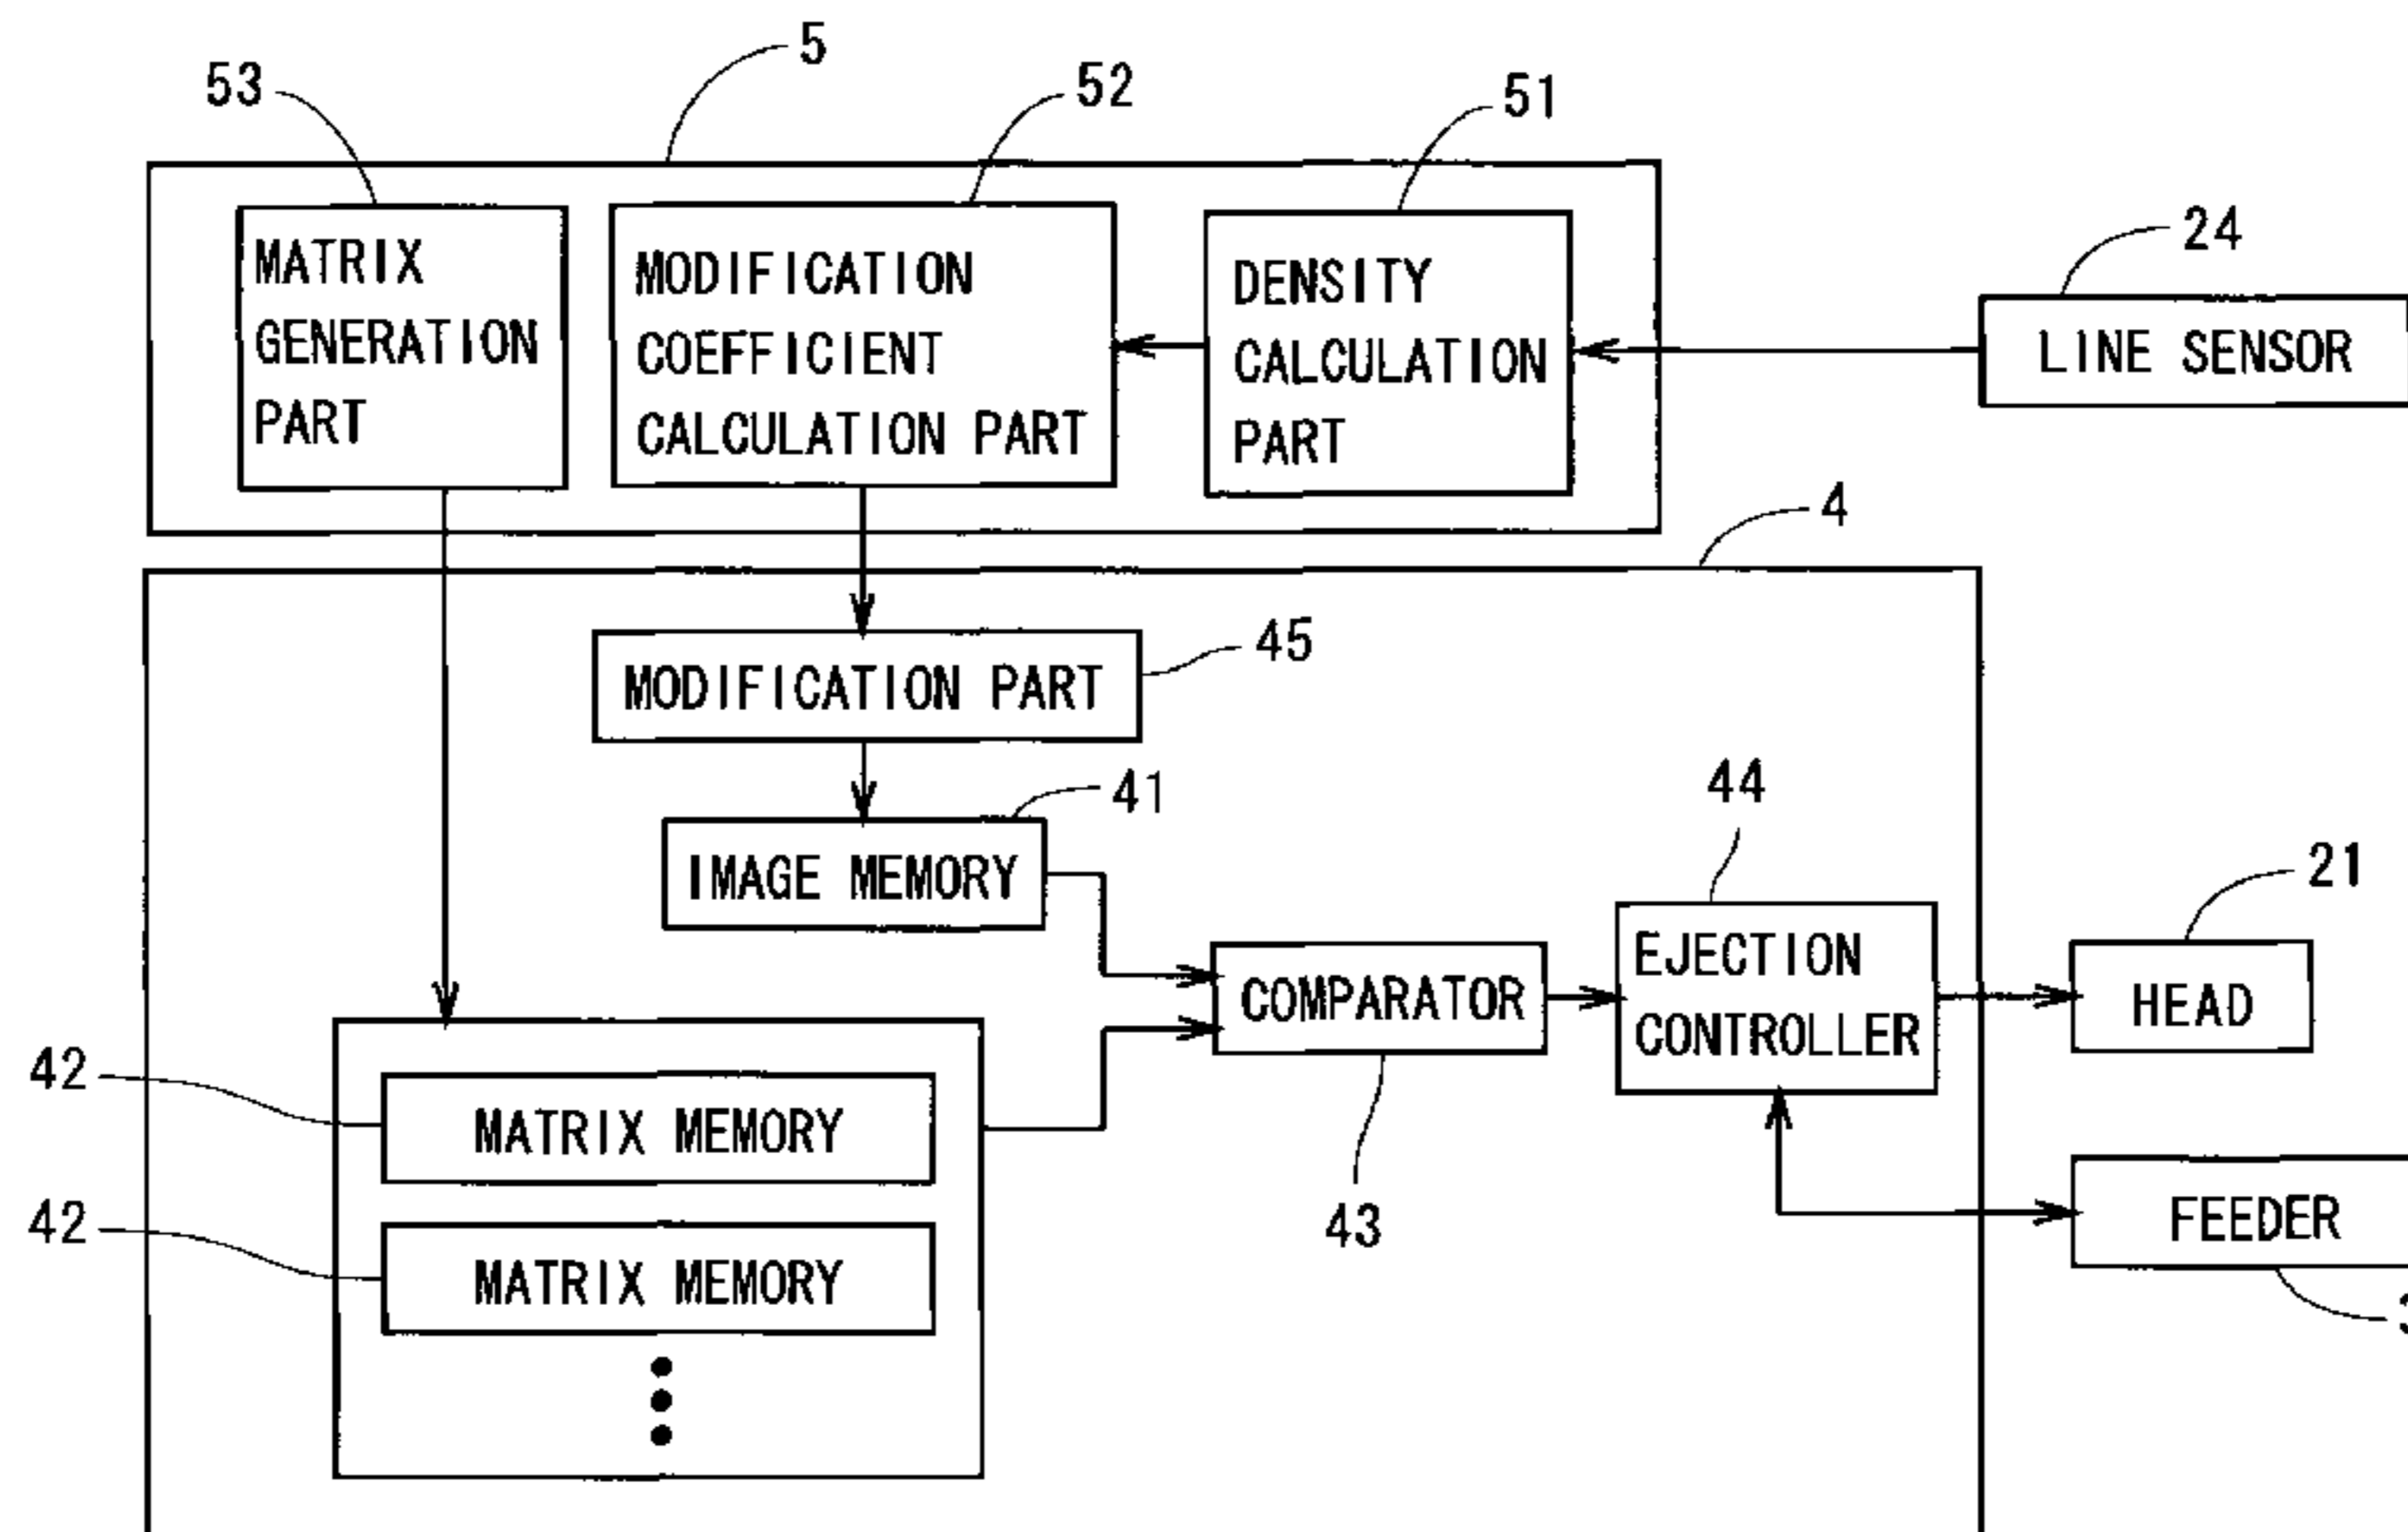 5
53
52
51
MATRIX
GENERATION
PART
MODIFICATION
COEFFICIENT
CALCULATION PART
DENSITY
CALCULATION
PART
24
LINE SENSOR
4
MODIFICATION PART
45
41
IMAGE MEMORY
44
EJECTION
CONTROLLER
21
HEAD
COMPARATOR
43
42
MATRIX MEMORY
42
MATRIX MEMORY
FEEDER